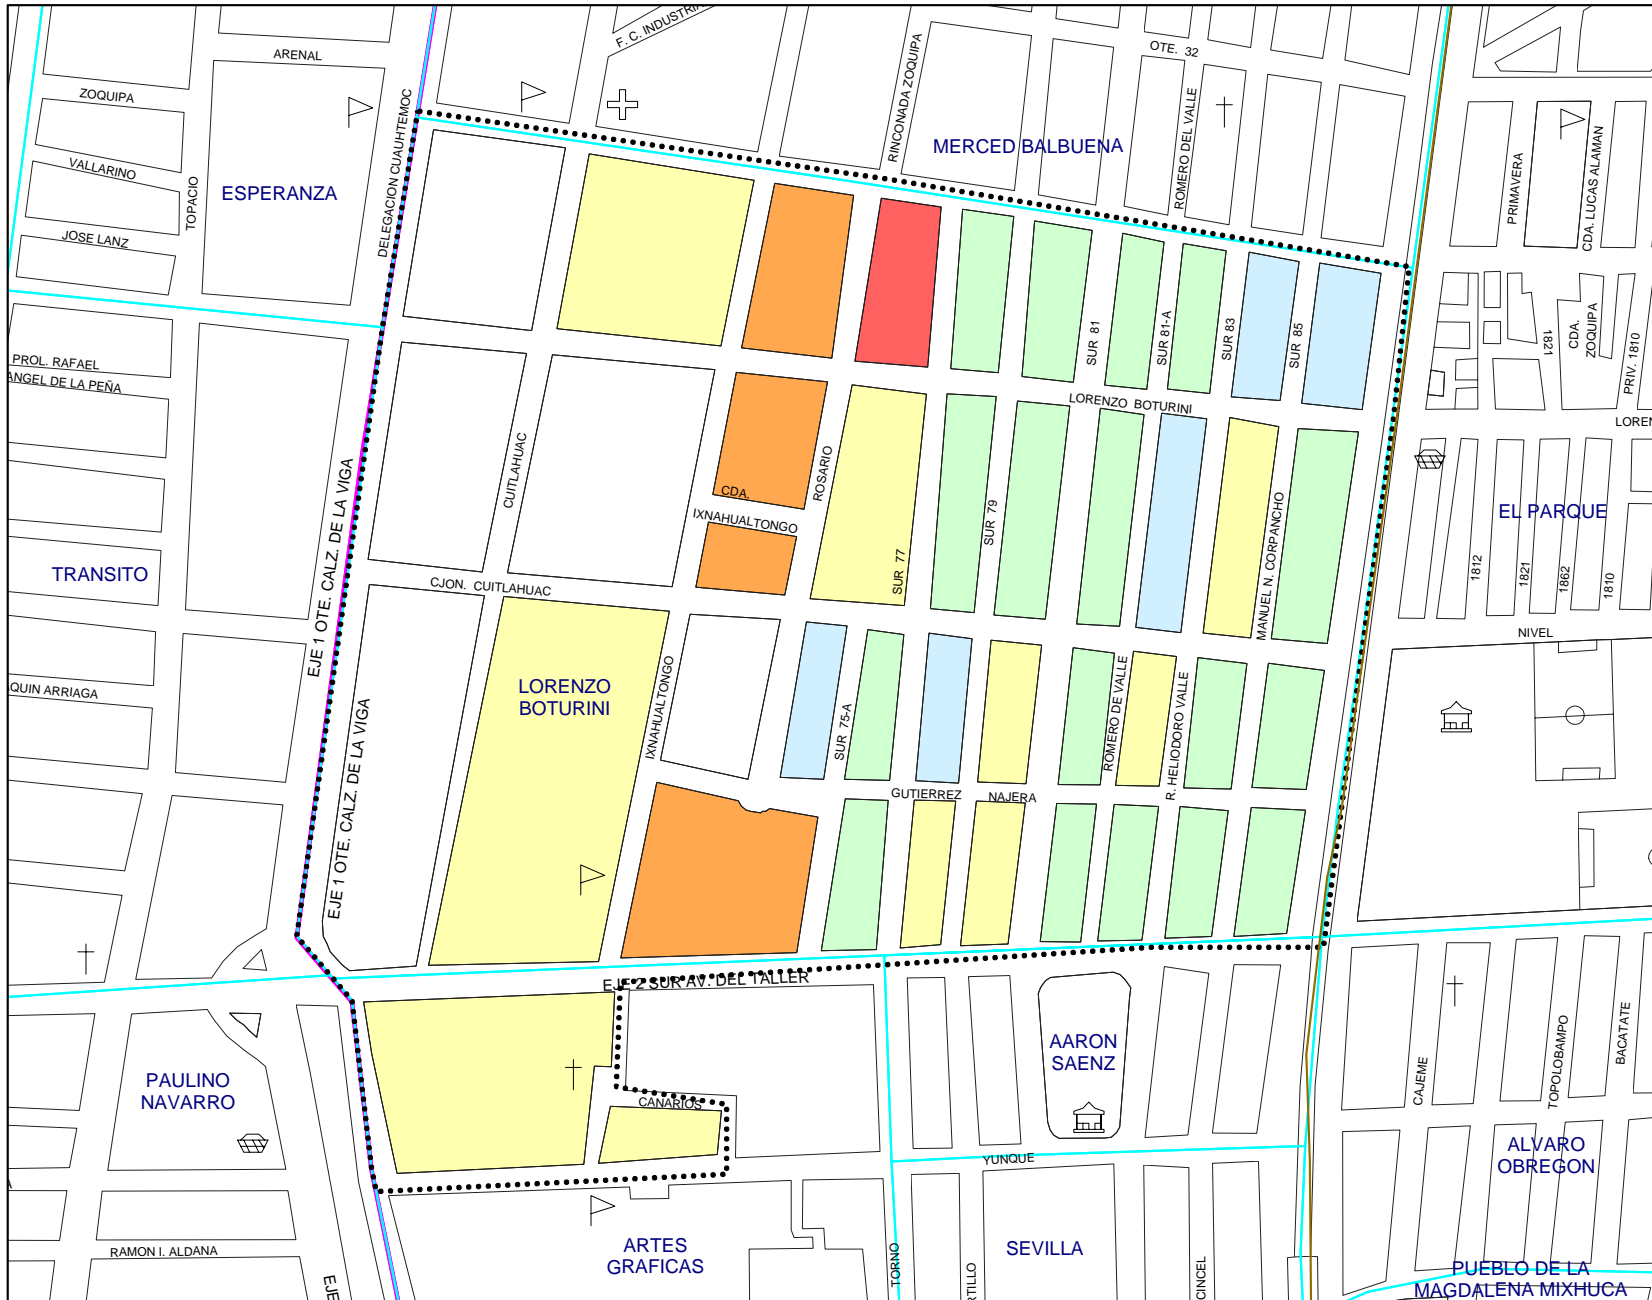 ARENAL
F. C. INDUSTRIA
RINCONADA ZOQUIPA
OTE. 32
ZOQUIPA
DELEGACION CUAUHTEMOC
MERCED BALBUENA
ROMERO DEL VALLE
VALLARINO
TOPACIO
ESPERANZA
JOSE LANZ
PRIMAVERA
CDA. LUCAS ALAMAN
SUR 81
SUR 81-A
SUR 83
SUR 85
1821
CDA.
ZOQUIPA
PRIV. 1810
PROL. RAFAEL
ANGEL DE LA PEÑA
LORENZO BOTURINI
LOREN
CUITLAHUAC
ROSARIO
CDA.
IXNAHUALTONGO
SUR 79
SUR 77
MANUEL N. CORPANCHO
EL PARQUE
EJE 1 OTE. CALZ. DE LA VIGA
TRANSITO
CJON. CUITLAHUAC
1812
1821
1862
1810
NIVEL
QUIN ARRIAGA
LORENZO
BOTURINI
IXNAHUALTONGO
SUR 75-A
ROMERO DE VALLE
R. HELIODORO VALLE
EJE 1 OTE. CALZ. DE LA VIGA
GUTIERREZ NAJERA
EJE 2 SUR AV. DEL TALLER
PAULINO
NAVARRO
CANARIOS
AARON
SAENZ
CAJEME
TOPOLOBAMPO
BACATATE
YUNQUE
ALVARO
OBREGON
RAMON I. ALDANA
EJE
ARTES
GRAFICAS
TORNO
RTILLO
SEVILLA
CINCEL
PUEBLO DE LA
MAGDALENA MIXHUCA